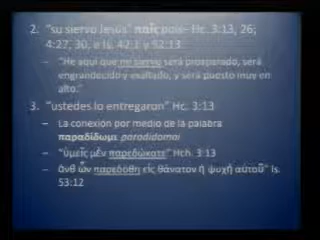 2. "su siervo Jesús" παῖς pais- Hc. 3:13, 26;
4:27, 30, e Is. 42:1 y 52:13
– "He aquí que mi siervo será prosperado, será
engrandecido y exaltado, y será puesto muy en
alto."
3. "ustedes lo entregaron" Hc. 3:13
– La conexión por medio de la palabra
παραδίδωμι paradidomai
– "ὑμεῖς μὲν παρεδώκατε" Hch. 3:13
– ἀνθ' ὧν παρεδόθη εἰς θάνατον ἡ ψυχὴ αὐτοῦ" Is.
53:12